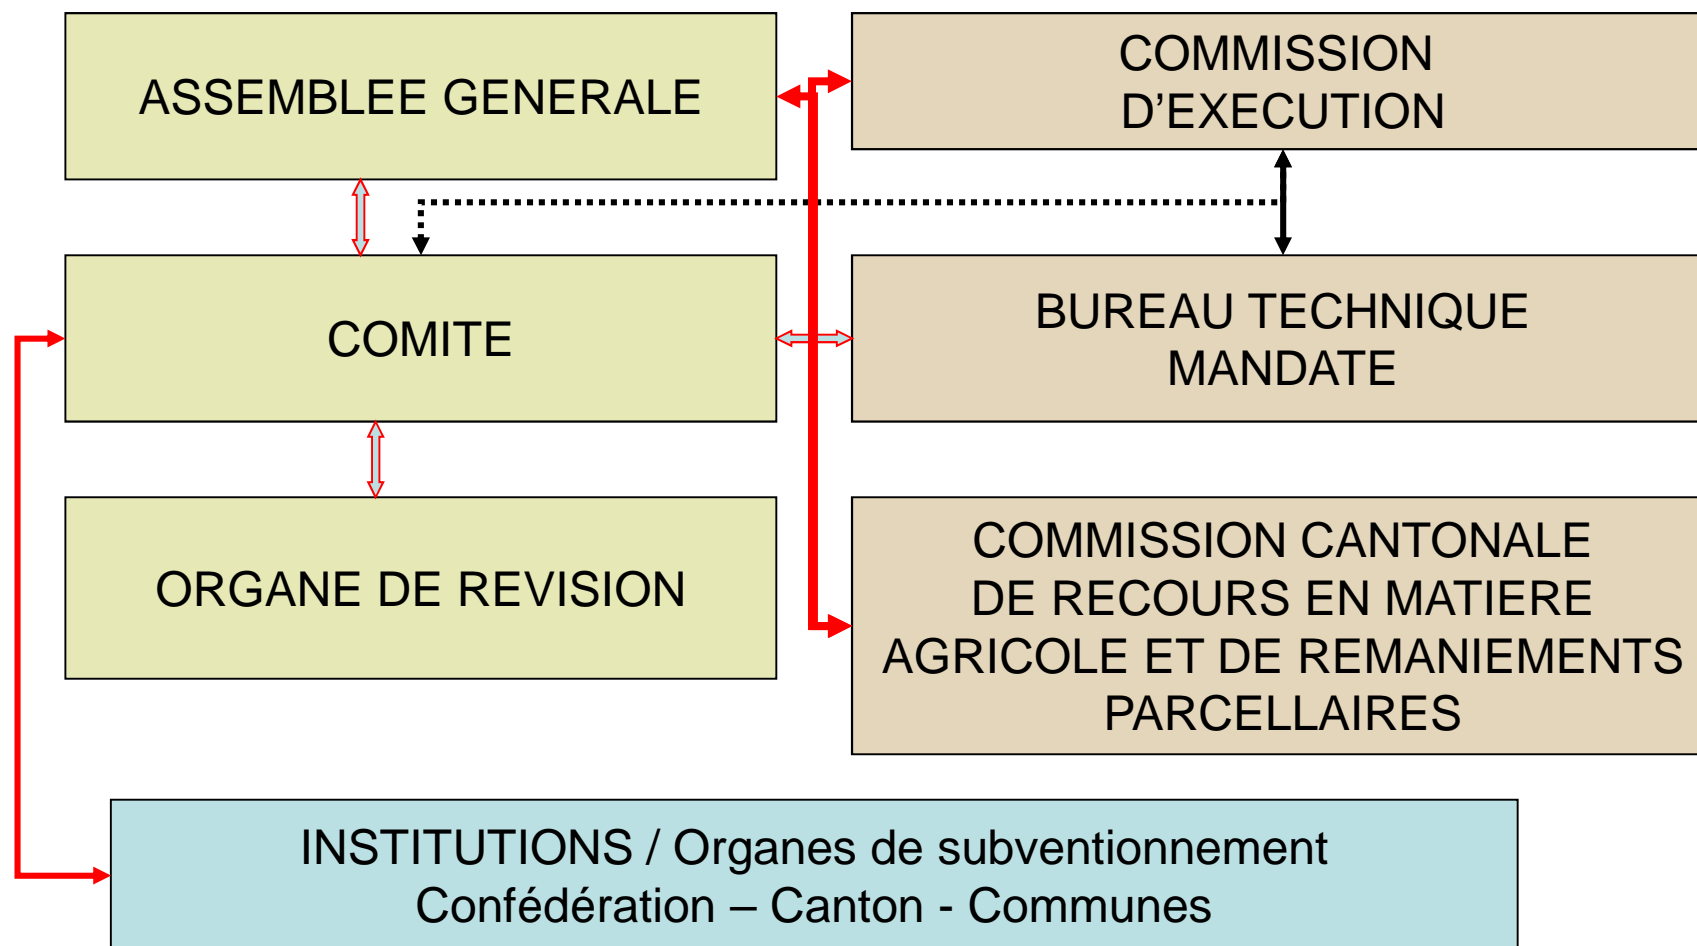 ASSEMBLEE GENERALE
COMMISSION
D’EXECUTION
COMITE
BUREAU TECHNIQUE
MANDATE
ORGANE DE REVISION
COMMISSION CANTONALE
DE RECOURS EN MATIERE
AGRICOLE ET DE REMANIEMENTS
PARCELLAIRES
INSTITUTIONS / Organes de subventionnement
Confédération – Canton - Communes